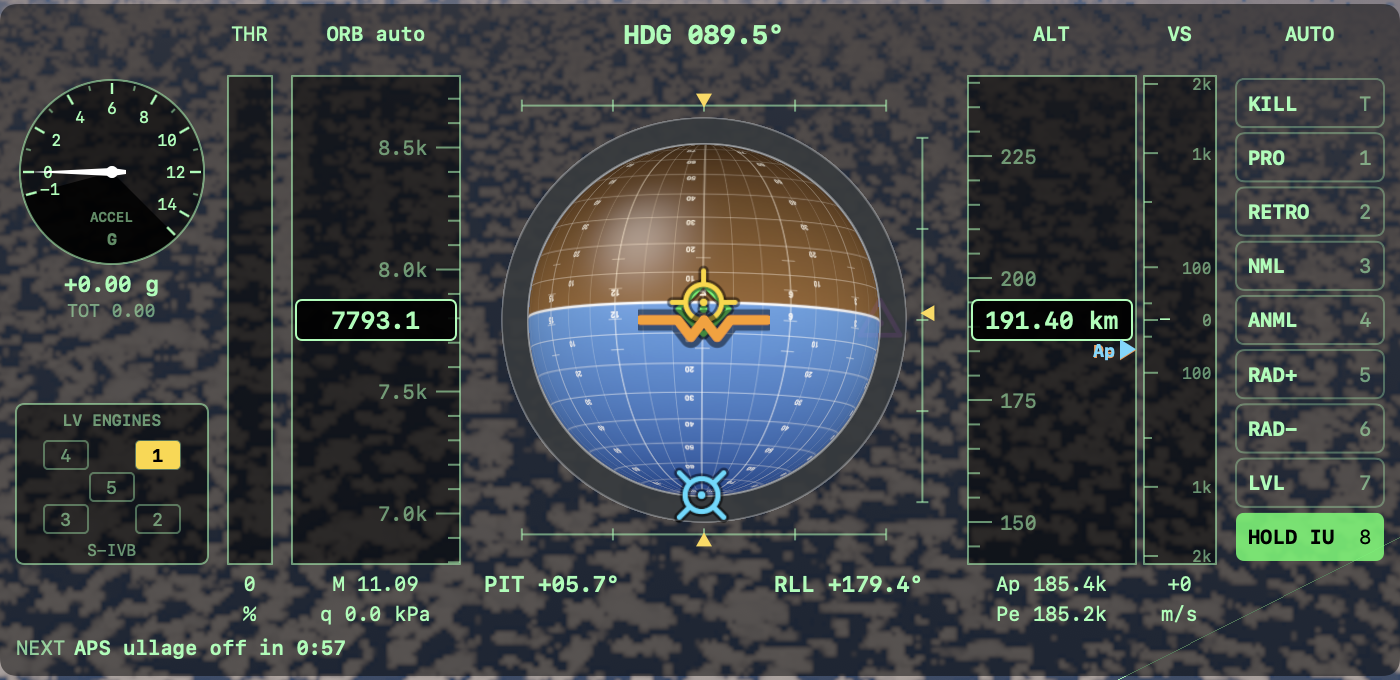 THR
ORB auto
HDG 089.5°
ALT
VS
AUTO
-1
0
2
4
6
8
10
12
14
ACCEL
G
+0.00 g
TOT 0.00
LV ENGINES
4
1
5
3
2
S-IVB
0
%
8.5k
8.0k
7793.1
7.5k
7.0k
M 11.09
q 0.0 kPa
PIT +05.7°
RLL +179.4°
225
200
191.40 km
Ap
175
150
Ap 185.4k
Pe 185.2k
2k
1k
100
0
100
1k
2k
+0
m/s
KILL T
PRO 1
RETRO 2
NML 3
ANML 4
RAD+ 5
RAD− 6
LVL 7
HOLD IU 8
NEXT APS ullage off in 0:57